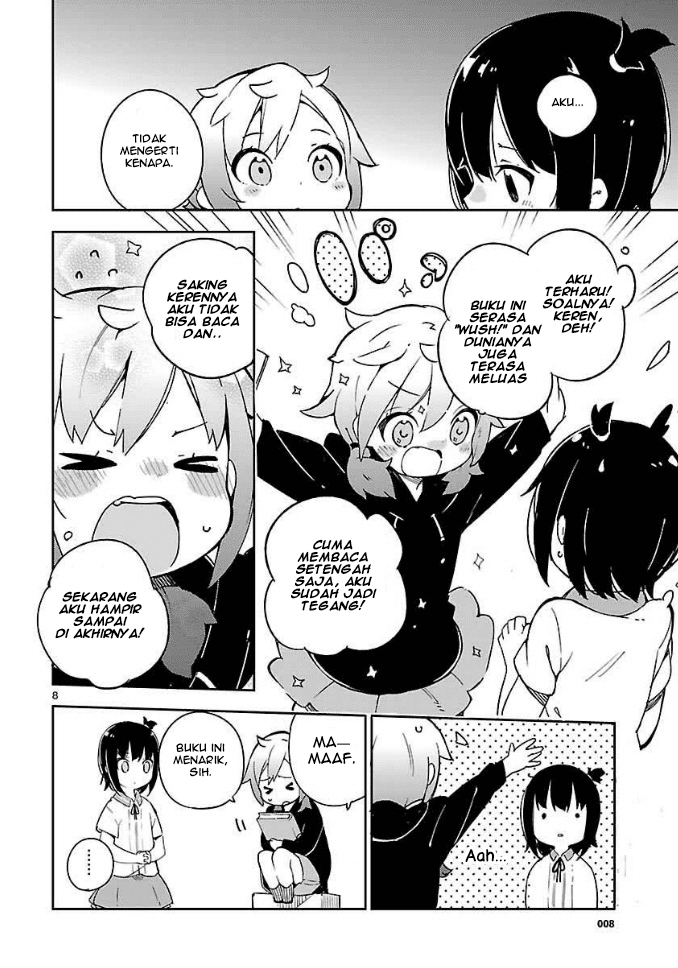 AKU...
TIDAK
MENGERTI
KENAPA.
AKU
TERHARU!
SOALNYA!
KEREN,
DEH!
BUKU INI
SERASA
"WUSH!" DAN
DUNIANYA
JUGA
TERASA
MELUAS
CUMA
MEMBACA
SETENGAH
SAJA, AKU
SUDAH JADI
TEGANG!
SAKING
KERENNYA
AKU TIDAK
BISA BACA
DAN..
SEKARANG
AKU HAMPIR
SAMPAI
DI AKHIRNYA!
8
Aah...
MA—
MAAF.
BUKU INI
MENARIK,
SIH.
......
008